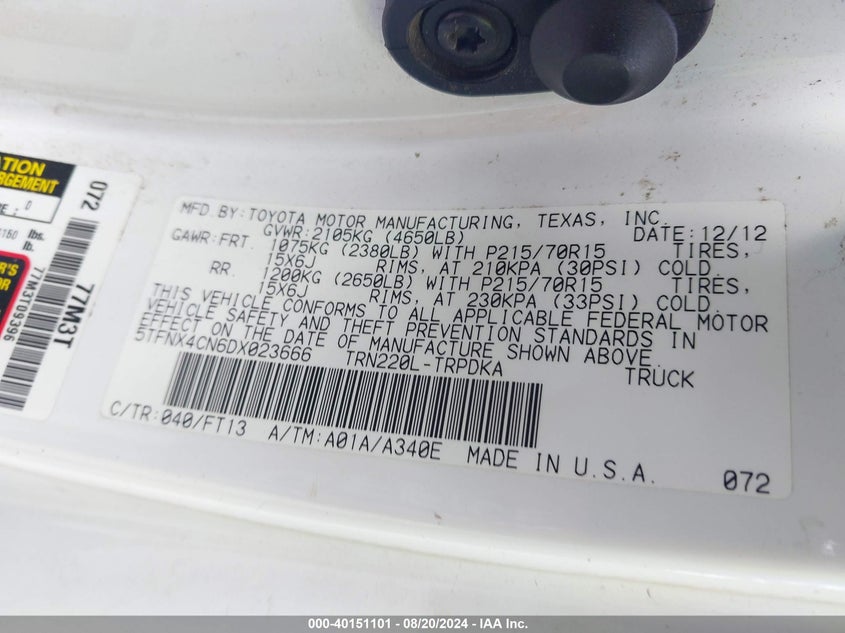 MFD.BY:TOYOTA MOTOR MANUFACTURING, TEXAS, INC.
GVWR:2105KG (4650LB) DATE:12/12
GAWR:FRT. 1075KG (2380LB) WITH P215/70R15 TIRES,
15X6J RIMS, AT 210KPA (30PSI) COLD
RR. 1200KG (2650LB) WITH P215/70R15 TIRES,
15X6J RIMS, AT 230KPA (33PSI) COLD
THIS VEHICLE CONFORMS TO ALL APPLICABLE FEDERAL MOTOR
VEHICLE SAFETY AND THEFT PREVENTION STANDARDS IN
EFFECT ON THE DATE OF MANUFACTURE SHOWN ABOVE.
5TFNX4CN6DX023666 TRN220L-TRPDKA TRUCK
C/TR:040/FT13 A/TM:A01A/A340E MADE IN U.S.A. 072
072
0
lbs.
lb.
77M3T
77M3T09396
000-40151101 - 08/20/2024 - IAA Inc.